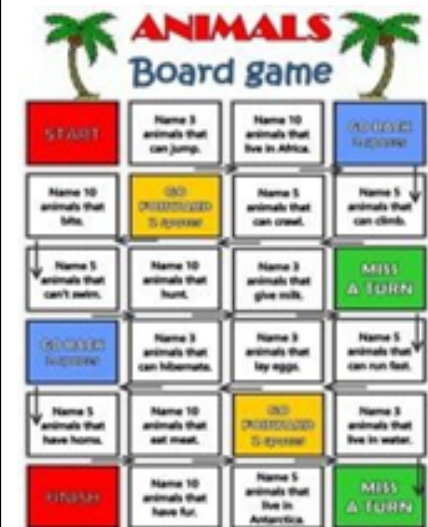 ANIMALS
Board game
START
Name 3
animals that
can jump.
Name 10
animals that
live in Africa.
GO BACK
spaces
Name 10
animals that
bite.
GO
FORWARD
2 spaces
Name 5
animals that
can crawl.
Name 5
animals that
can climb.
Name 5
animals that
can't swim.
Name 10
animals that
hunt.
Name 3
animals that
give milk.
MISS
A TURN
GO BACK
spaces
Name 3
animals that
can hibernate.
Name 3
animals that
lay eggs.
Name 5
animals that
can run fast.
Name 5
animals that
have horns.
Name 10
animals that
eat meat.
GO
FORWARD
2 spaces
Name 3
animals that
live in water.
FINISH
Name 10
animals that
have fur.
Name 5
animals that
live in
Antarctica.
MISS
A TURN